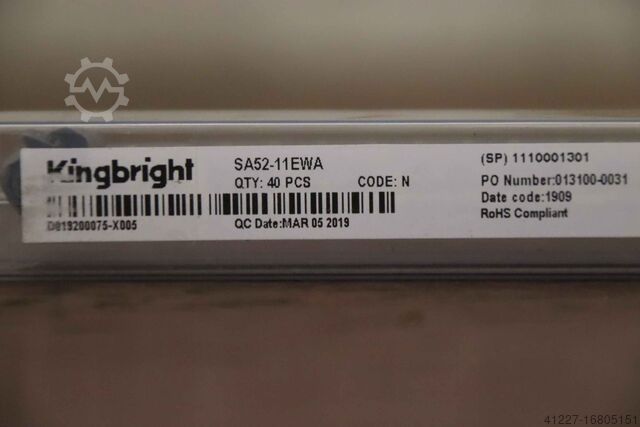 Kingbright
SA52-11EWA
QTY: 40 PCS CODE: N
D819200075-X005
QC Date:MAR 05 2019
(SP) 1110001301
PO Number:013100-0031
Date code:1909
RoHS Compliant
41227-16805151